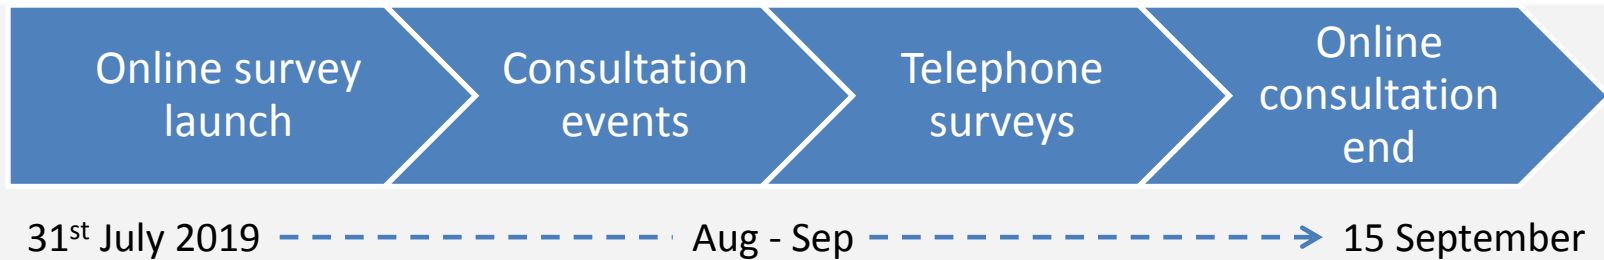 Online survey
launch
Consultation
events
Telephone
surveys
Online
consultation
end
31st July 2019
Aug - Sep
15 September